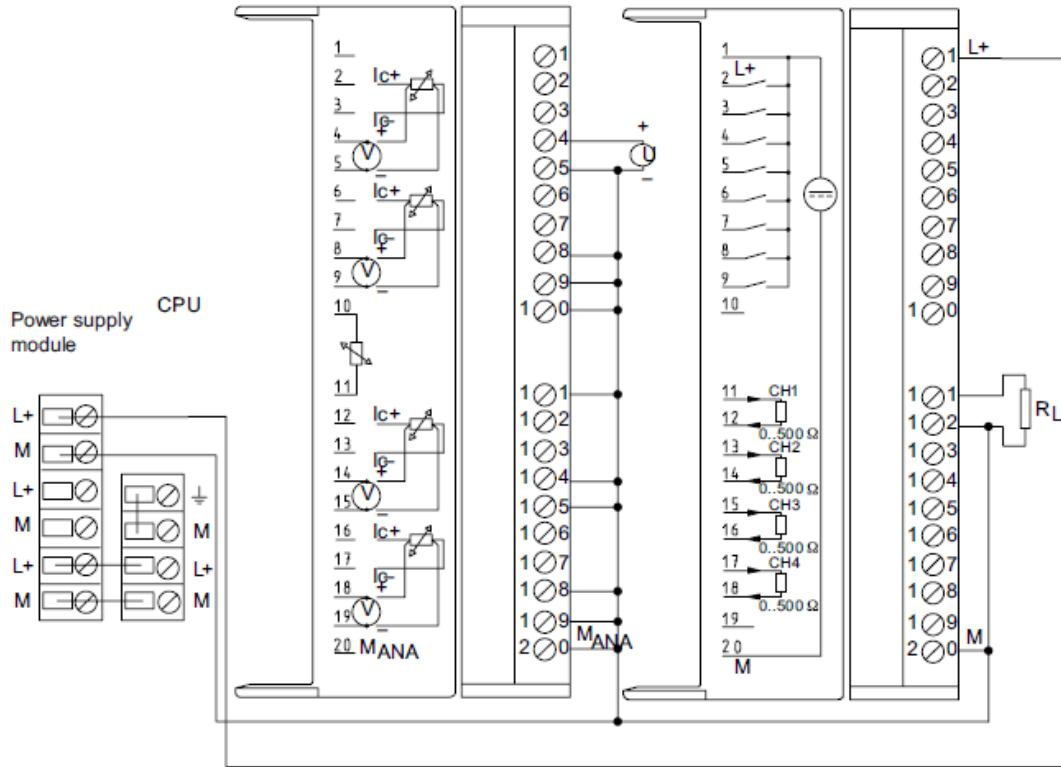 Power supply
module
CPU
L+
M
L+
M
L+
M
⏚
M
L+
M
1
2 Ic+
3 Ic-
4 +
V
5 -
6 Ic+
7 Ic-
8 +
V
9 -
10
11
12 Ic+
13 Ic-
14 +
V
15 -
16 Ic+
17 Ic-
18 +
V
19 -
20 MANA
1
2
3
4
5
6
7
8
9
10
11
12
13
14
15
16
17
18
19
MANA
20
+
U
-
1
L+
2
3
4
5
6
7
8
9
10
11 CH1
12 0..500 Ω
13 CH2
14 0..500 Ω
15 CH3
16 0..500 Ω
17 CH4
18 0..500 Ω
19
20
M
1 L+
2
3
4
5
6
7
8
9
10
11
RL
12
13
14
15
16
17
18
19
M
20